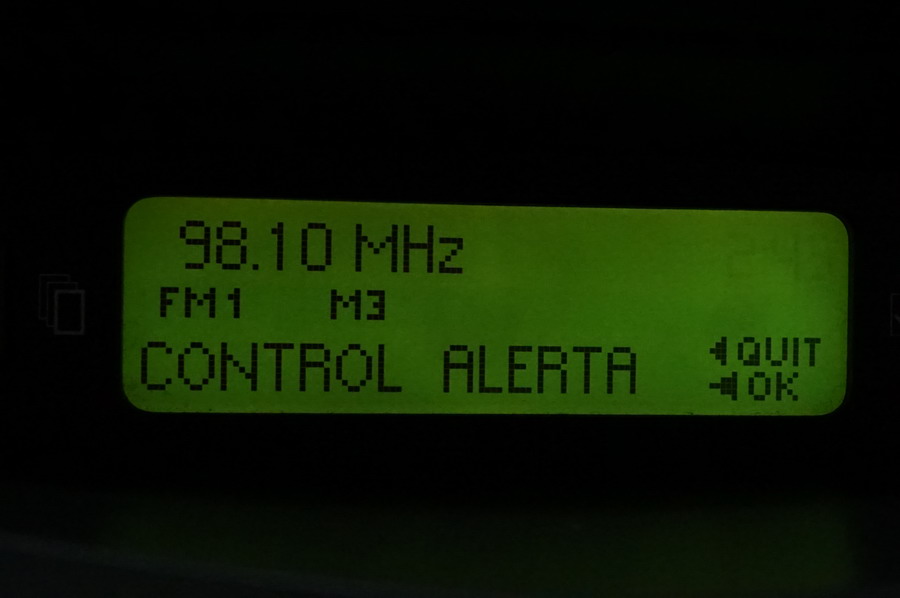 98.10 MHz
FM1 M3
CONTROL ALERTA
QUIT
OK